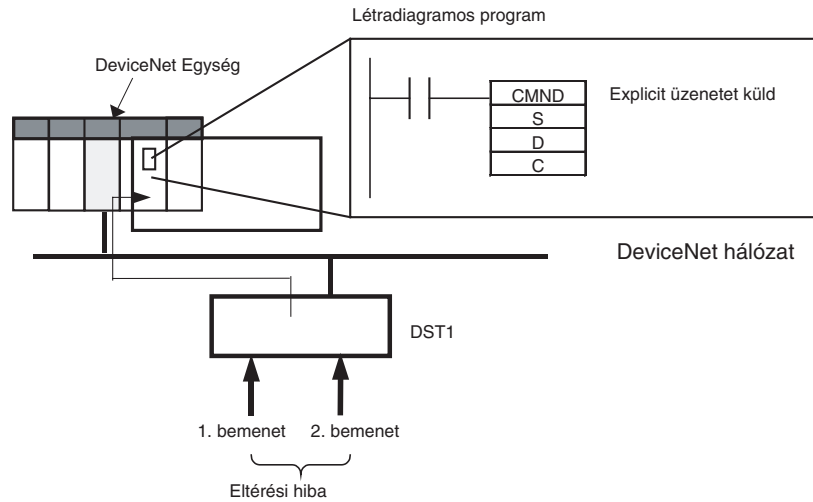 Létradiagramos program
DeviceNet Egység
CMND
S
D
C
Explicit üzenetet küld
DeviceNet hálózat
DST1
1. bemenet
2. bemenet
Eltérési hiba